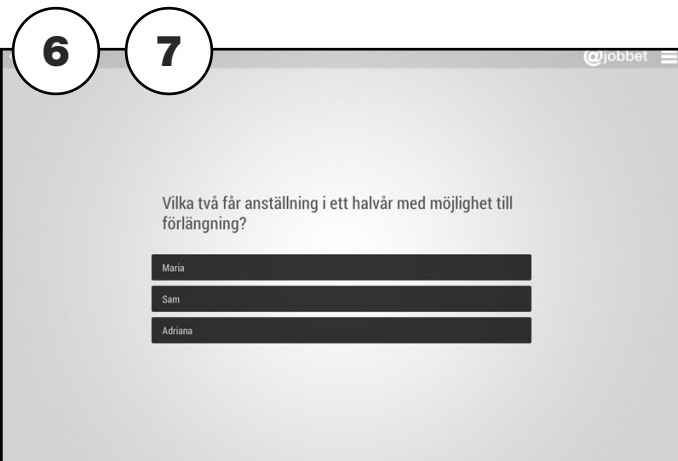 6 7
@jobbet
Vilka två får anställning i ett halvår med möjlighet till
förlängning?
Maria
Sam
Adriana